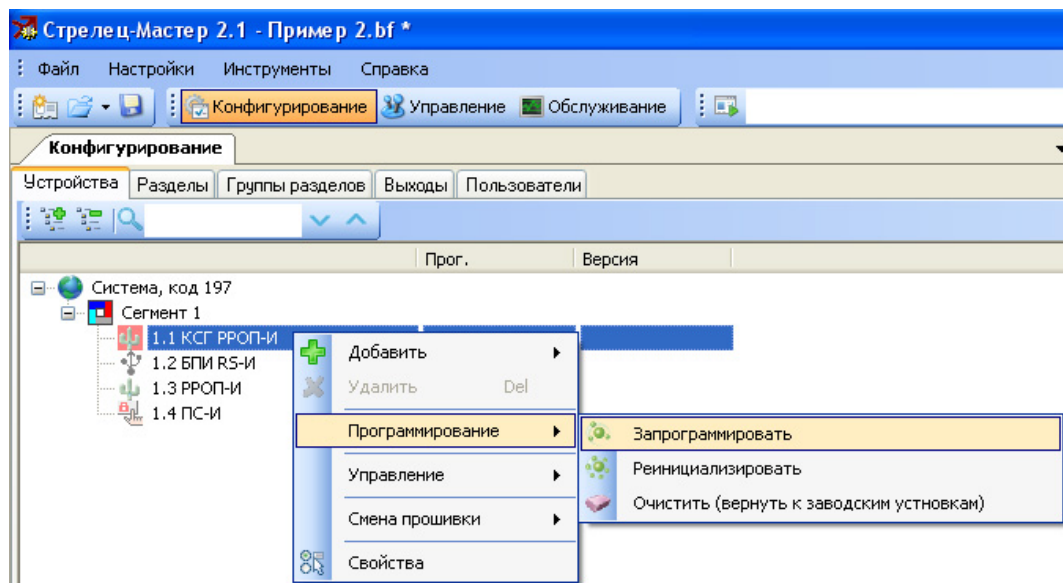 Стрелец-Мастер 2.1 - Пример 2.bf *
Файл Настройки Инструменты Справка
Конфигурирование Управление Обслуживание
Конфигурирование
Устройства Разделы Группы разделов Выходы Пользователи
Прог. Версия
Система, код 197
Сегмент 1
1.1 КСГ РРОП-И
1.2 БПИ RS-И
1.3 РРОП-И
1.4 ПС-И
Добавить
Удалить Del
Программирование
Управление
Смена прошивки
Свойства
Запрограммировать
Реинициализировать
Очистить (вернуть к заводским устновкам)